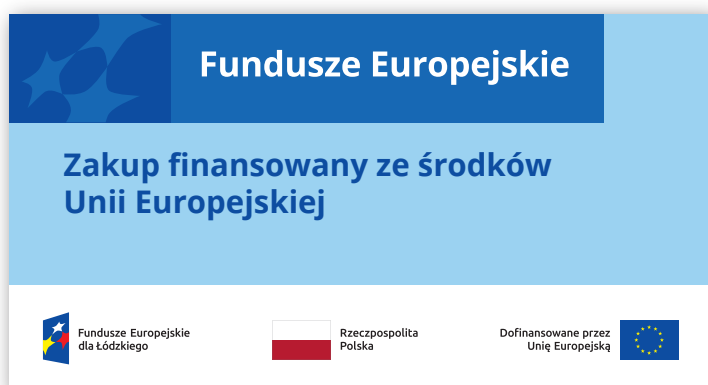 Fundusze Europejskie
Zakup finansowany ze środków
Unii Europejskiej
Fundusze Europejskie
dla Łódzkiego
Rzeczpospolita
Polska
Dofinansowane przez
Unię Europejską